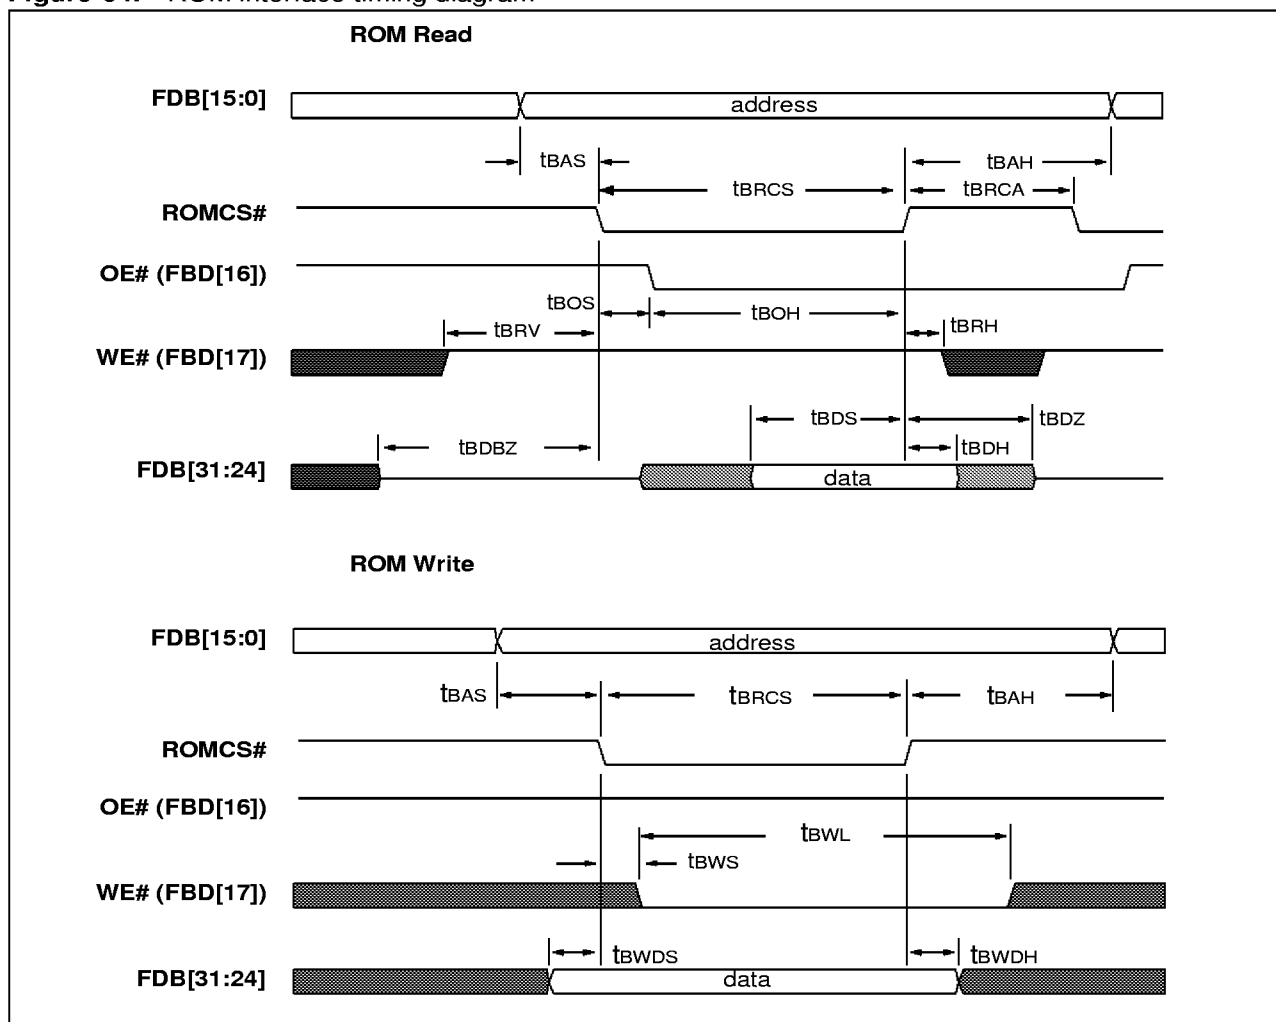 ROM Read
FDB[15:0]
address
tBAS
tBAH
tBRCS
tBRCA
ROMCS#
OE# (FBD[16])
tBOS
tBOH
tBRV
tBRH
WE# (FBD[17])
tBDS
tBDZ
tBDBZ
tBDH
FDB[31:24]
data
ROM Write
FDB[15:0]
address
tBAS
tBRCS
tBAH
ROMCS#
OE# (FBD[16])
tBWL
tBWS
WE# (FBD[17])
tBWDS
tBWDH
FDB[31:24]
data